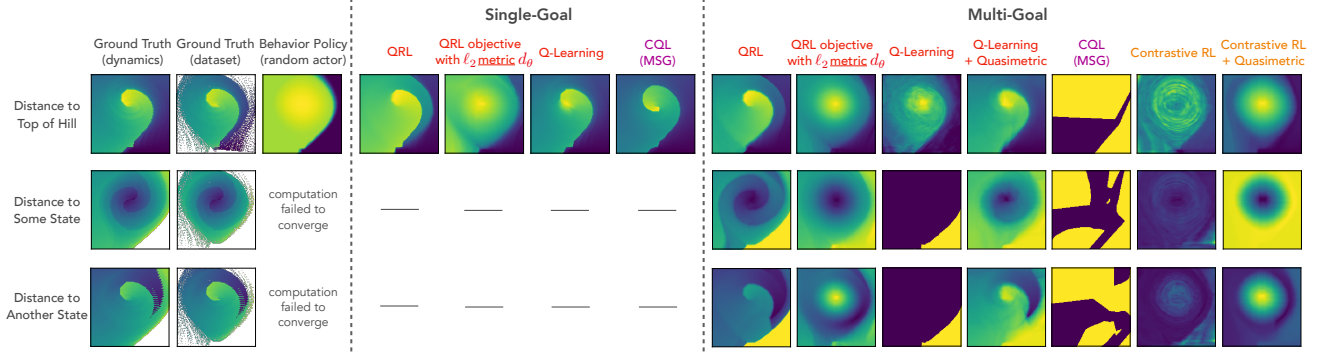 Single-Goal
Multi-Goal
Ground Truth
(dynamics)
Ground Truth
(dataset)
Behavior Policy
(random actor)
QRL
QRL objective
with ℓ₂ metric dθ
Q-Learning
CQL
(MSG)
QRL
QRL objective
with ℓ₂ metric dθ
Q-Learning
Q-Learning
+ Quasimetric
CQL
(MSG)
Contrastive RL
Contrastive RL
+ Quasimetric
Distance to
Top of Hill
Distance to
Some State
computation
failed to
converge
Distance to
Another State
computation
failed to
converge